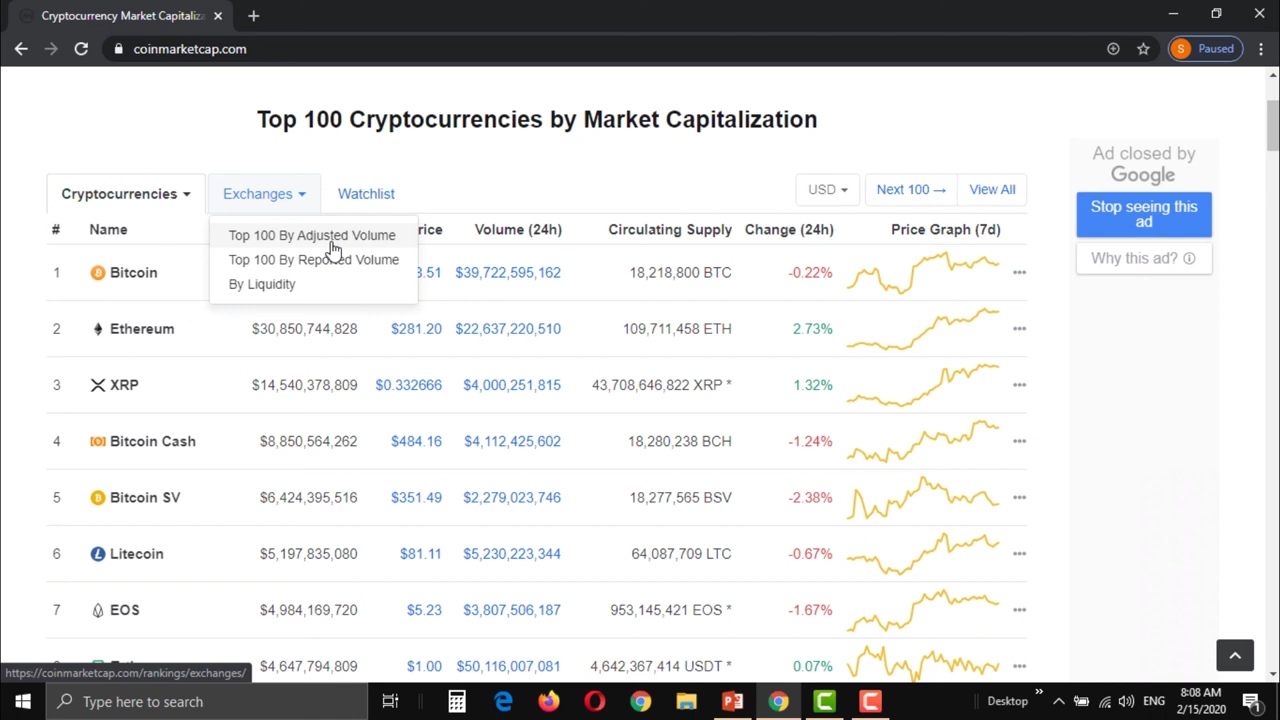 Cryptocurrency Market Capitaliza
coinmarketcap.com
S Paused
Top 100 Cryptocurrencies by Market Capitalization
Ad closed by
Google
Stop seeing this
ad
Why this ad?
Cryptocurrencies Exchanges Watchlist USD Next 100 → View All
Top 100 By Adjusted Volume
Top 100 By Reported Volume
By Liquidity
# Name rice Volume (24h) Circulating Supply Change (24h) Price Graph (7d)
1 Bitcoin 3.51 $39,722,595,162 18,218,800 BTC -0.22%
2 Ethereum $30,850,744,828 $281.20 $22,637,220,510 109,711,458 ETH 2.73%
3 XRP $14,540,378,809 $0.332666 $4,000,251,815 43,708,646,822 XRP * 1.32%
4 Bitcoin Cash $8,850,564,262 $484.16 $4,112,425,602 18,280,238 BCH -1.24%
5 Bitcoin SV $6,424,395,516 $351.49 $2,279,023,746 18,277,565 BSV -2.38%
6 Litecoin $5,197,835,080 $81.11 $5,230,223,344 64,087,709 LTC -0.67%
7 EOS $4,984,169,720 $5.23 $3,807,506,187 953,145,421 EOS * -1.67%
$4,647,794,809 $1.00 $50,116,007,081 4,642,367,414 USDT * 0.07%
https://coinmarketcap.com/rankings/exchanges/
Type here to search
Desktop » ENG
8:08 AM
2/15/2020
1